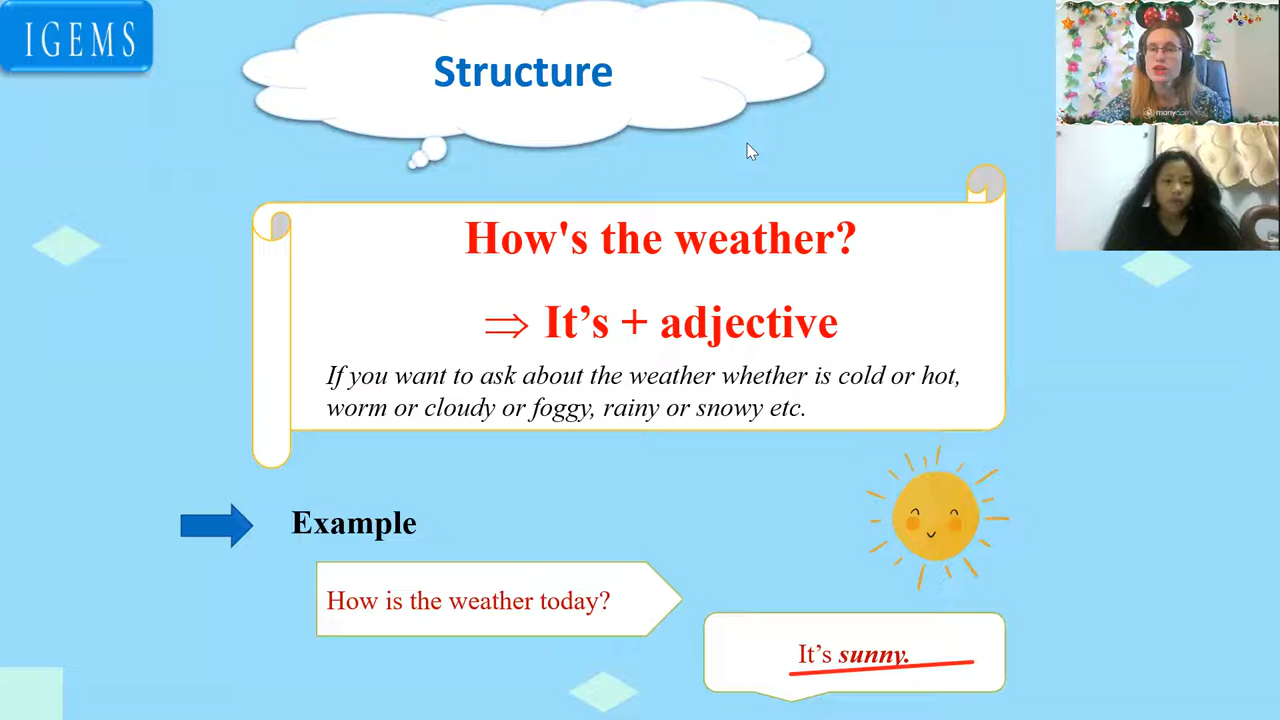 IGEMS
Structure
How's the weather?
⇒ It’s + adjective
If you want to ask about the weather whether is cold or hot,
worm or cloudy or foggy, rainy or snowy etc.
Example
How is the weather today?
It’s sunny.
manycam